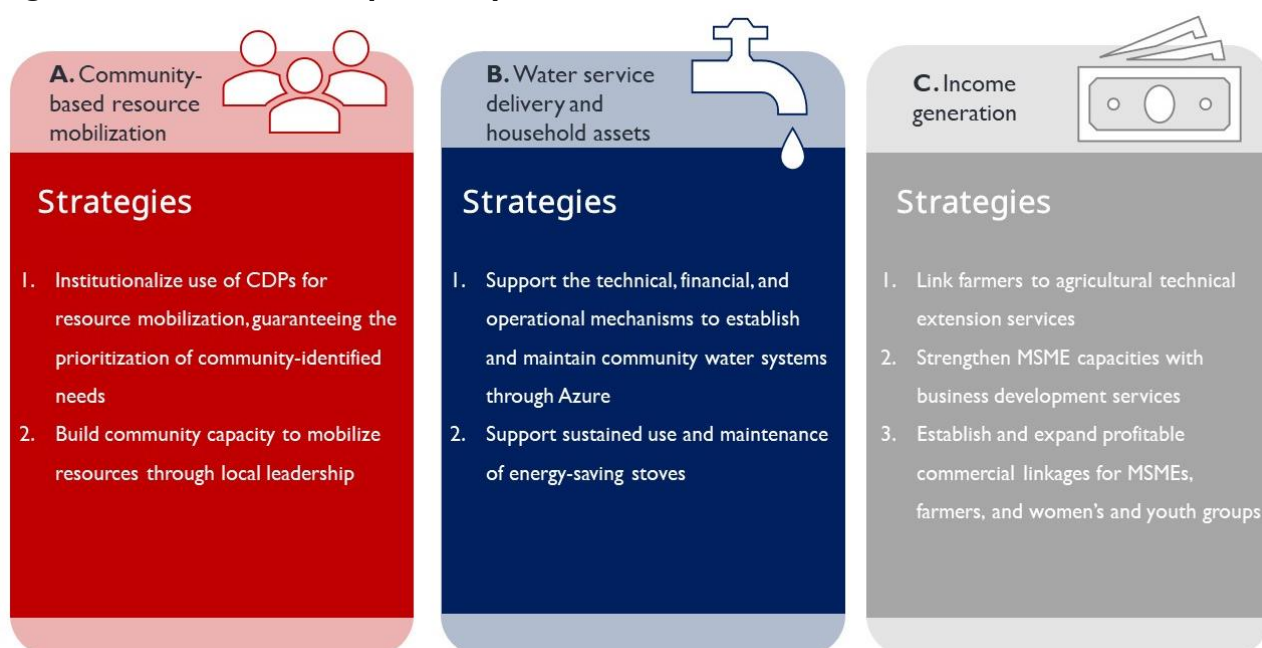 A. Community-
based resource
mobilization
Strategies
1. Institutionalize use of CDPs for
resource mobilization, guaranteeing the
prioritization of community-identified
needs
2. Build community capacity to mobilize
resources through local leadership
B. Water service
delivery and
household assets
Strategies
1. Support the technical, financial, and
operational mechanisms to establish
and maintain community water systems
through Azure
2. Support sustained use and maintenance
of energy-saving stoves
C. Income
generation
Strategies
1. Link farmers to agricultural technical
extension services
2. Strengthen MSME capacities with
business development services
3. Establish and expand profitable
commercial linkages for MSMEs,
farmers, and women's and youth groups